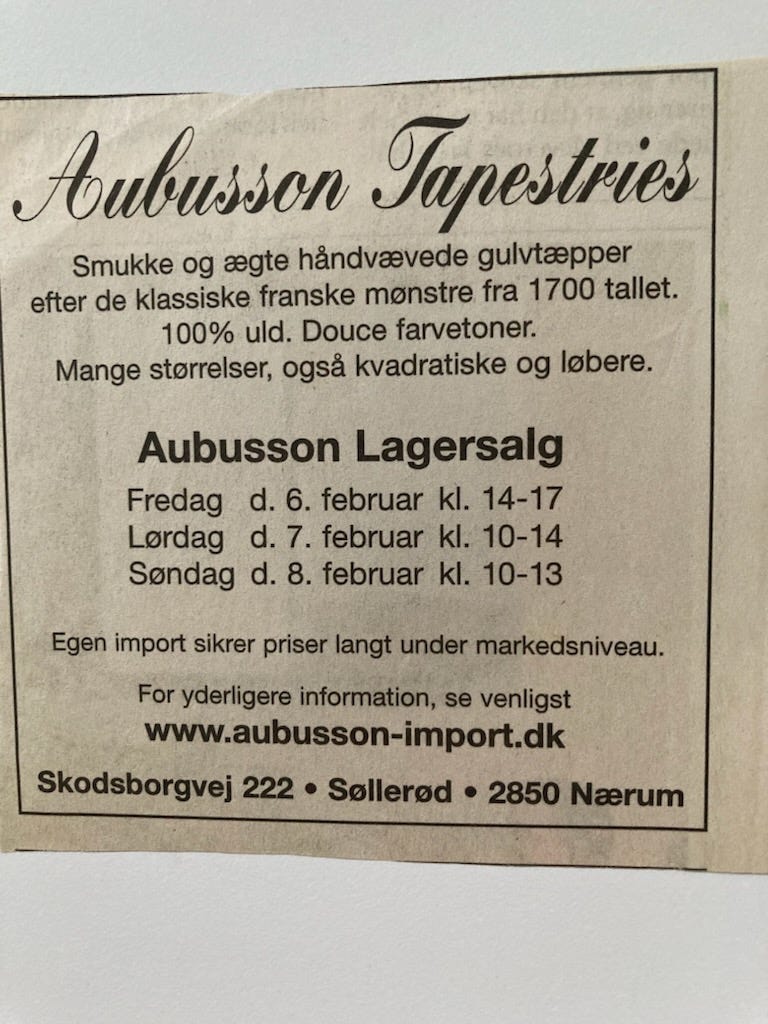 Aubusson Tapestries
Smukke og ægte håndvævede gulvtæpper
efter de klassiske franske mønstre fra 1700 tallet.
100% uld. Douce farvetoner.
Mange størrelser, også kvadratiske og løbere.
Aubusson Lagersalg
Fredag d. 6. februar kl. 14-17
Lørdag d. 7. februar kl. 10-14
Søndag d. 8. februar kl. 10-13
Egen import sikrer priser langt under markedsniveau.
For yderligere information, se venligst
www.aubusson-import.dk
Skodsborgvej 222 • Søllerød • 2850 Nærum